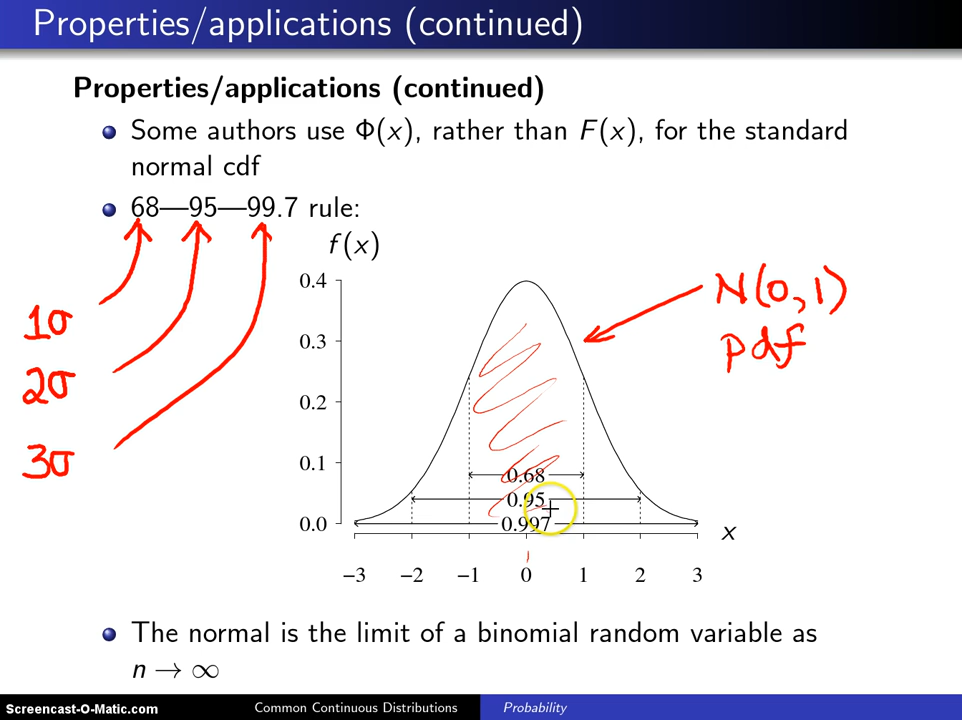 Properties/applications (continued)
Properties/applications (continued)
Some authors use Φ(x), rather than F(x), for the standard
normal cdf
68—95—99.7 rule:
f(x)
0.4
0.3
0.2
0.1
0.0
1σ
2σ
3σ
N(0,1)
pdf
0.68
0.95
0.997
x
−3 −2 −1 0 1 2 3
The normal is the limit of a binomial random variable as
n → ∞
Screencast-O-Matic.com Common Continuous Distributions Probability